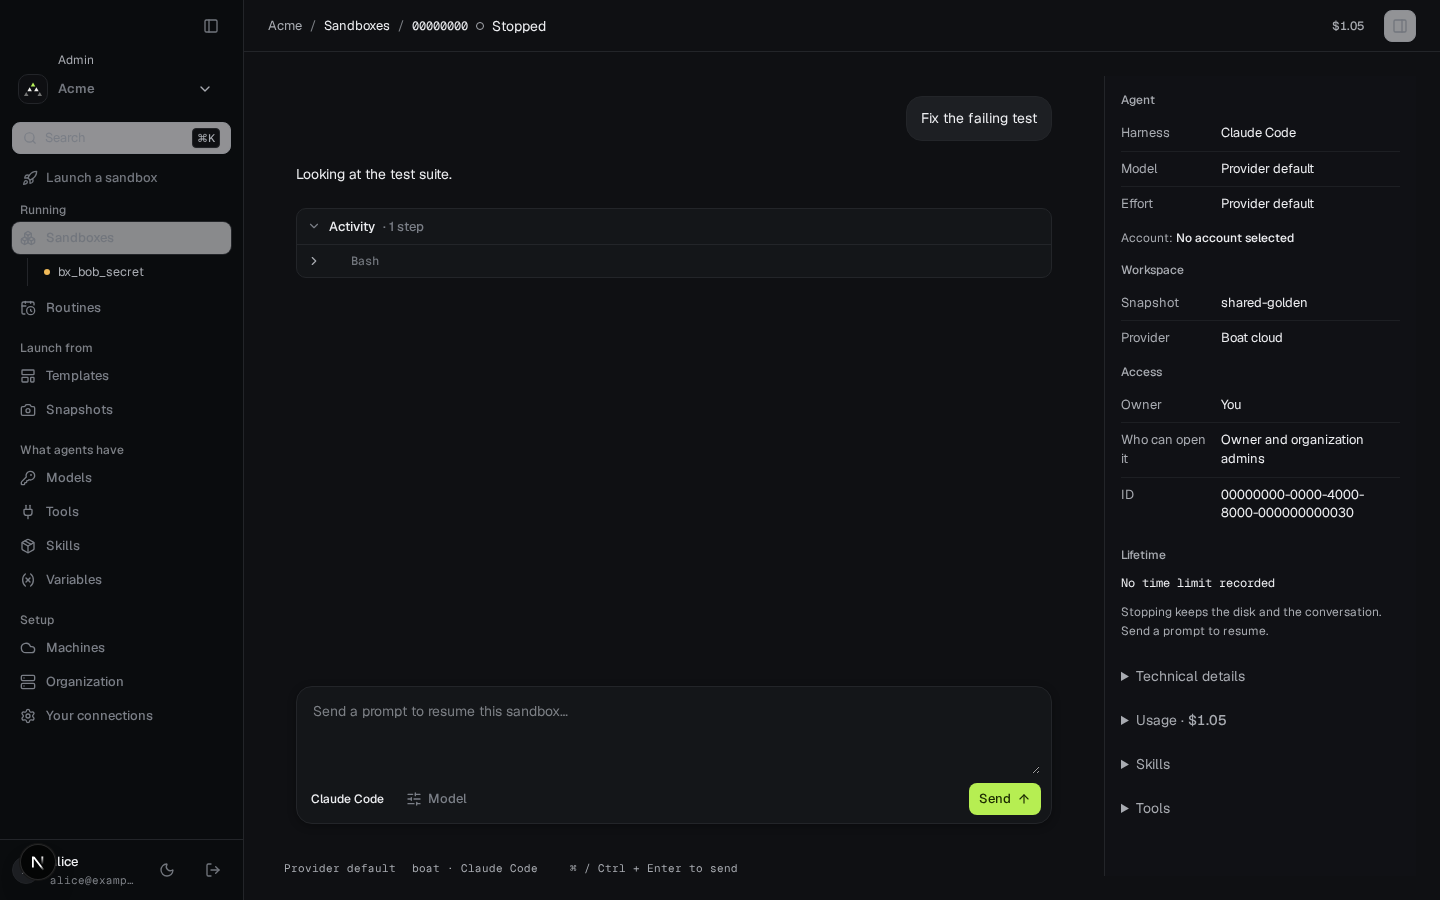 Admin
Acme
Search
⌘K
Launch a sandbox
Running
Sandboxes
bx_bob_secret
Routines
Launch from
Templates
Snapshots
What agents have
Models
Tools
Skills
Variables
Setup
Machines
Organization
Your connections
N
lice
alice@examp…
Acme / Sandboxes / 00000000 Stopped
$1.05
Fix the failing test
Looking at the test suite.
Activity · 1 step
Bash
Send a prompt to resume this sandbox...
Claude Code
Model
Send
Provider default boat · Claude Code ⌘ / Ctrl + Enter to send
Agent
Harness Claude Code
Model Provider default
Effort Provider default
Account: No account selected
Workspace
Snapshot shared-golden
Provider Boat cloud
Access
Owner You
Who can open it
Owner and organization
admins
ID 00000000-0000-4000-
8000-000000000030
Lifetime
No time limit recorded
Stopping keeps the disk and the conversation.
Send a prompt to resume.
Technical details
Usage · $1.05
Skills
Tools